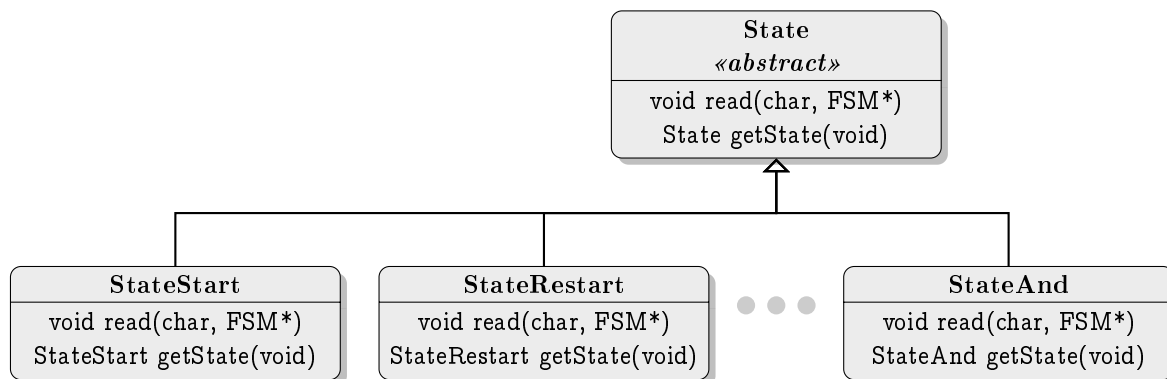 State
«abstract»
void read(char, FSM*)
State getState(void)
StateStart
void read(char, FSM*)
StateStart getState(void)
StateRestart
void read(char, FSM*)
StateRestart getState(void)
StateAnd
void read(char, FSM*)
StateAnd getState(void)